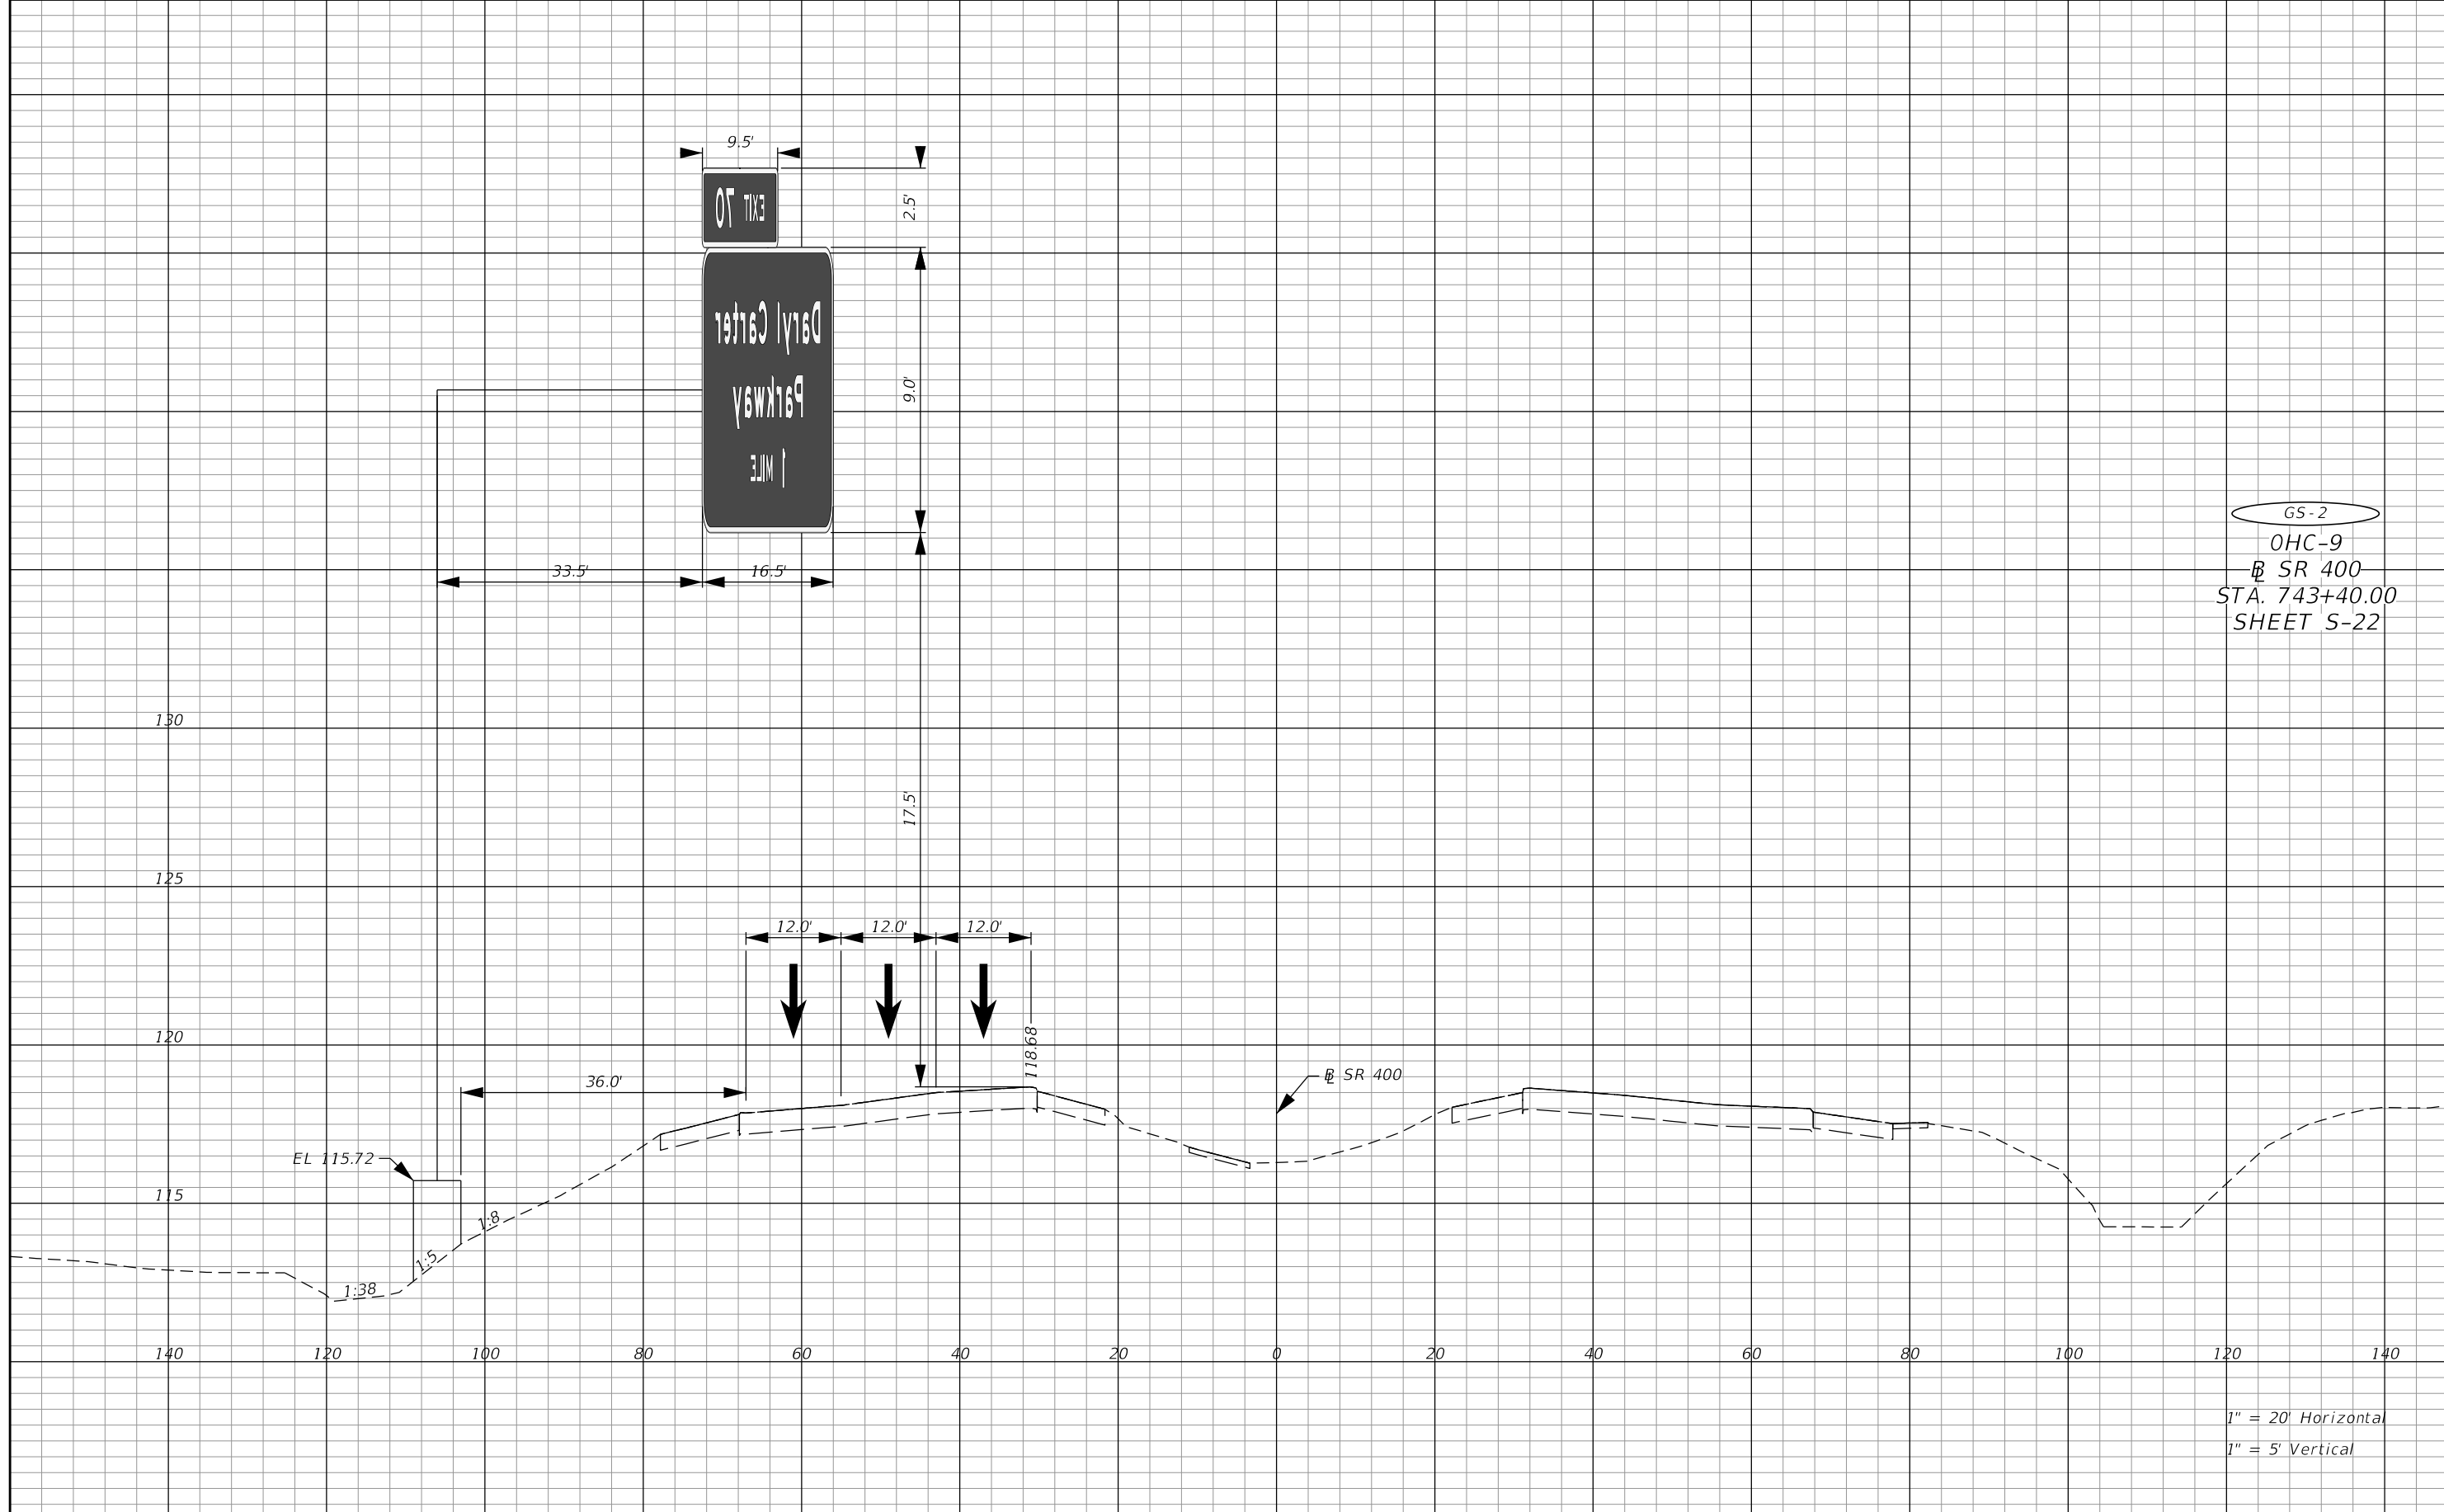 9.5'
2.5'
EXIT 70
Daryl Carter
Parkway
1 MILE
9.0'
33.5'
16.5'
GS-2
OHC-9
BL SR 400
STA. 743+40.00
SHEET S-22
130
17.5'
125
12.0' 12.0' 12.0'
120
118.68
36.0'
BL SR 400
EL 115.72
115
1:8
1:5
1:38
140 120 100 80 60 40 20 0 20 40 60 80 100 120 140
1" = 20' Horizontal
1" = 5' Vertical